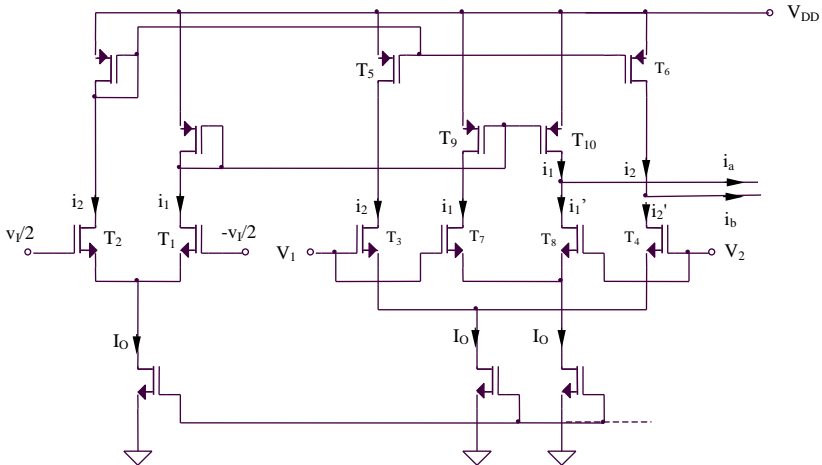 V_DD
T_5
T_6
T_9
T_10
i_1
i_2
i_a
i_2
i_1
i_2
i_1
i_1'
i_2'
i_b
v_I/2
T_2
T_1
-v_I/2
V_1
T_3
T_7
T_8
T_4
V_2
I_O
I_O
I_O